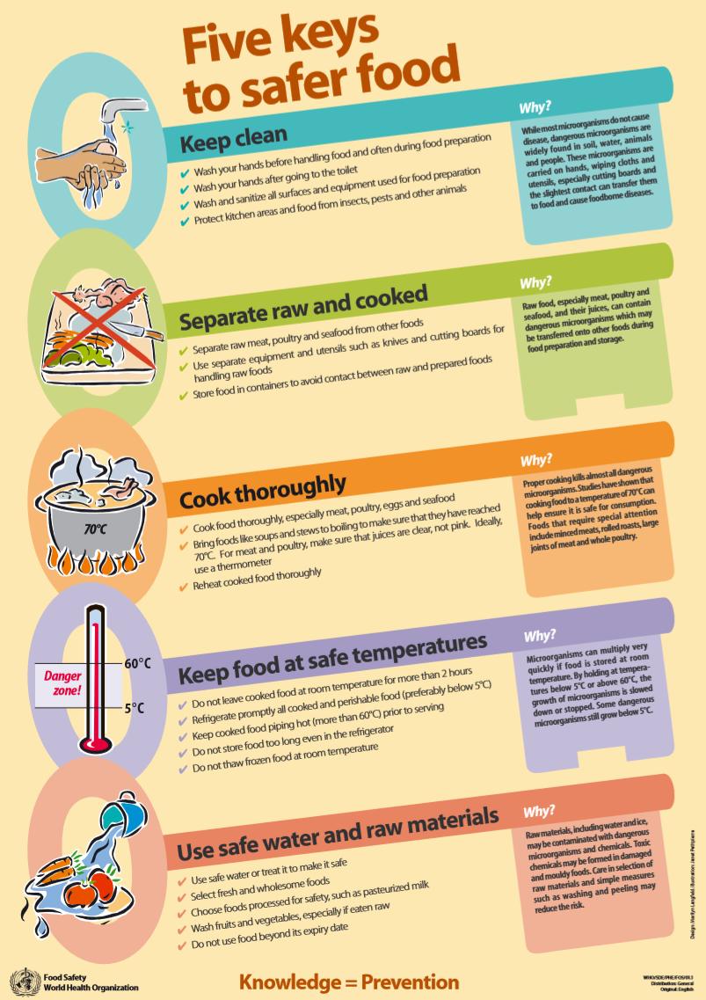 Five keys
to safer food
Keep clean
✔ Wash your hands before handling food and often during food preparation
✔ Wash your hands after going to the toilet
✔ Wash and sanitize all surfaces and equipment used for food preparation
✔ Protect kitchen areas and food from insects, pests and other animals
Why?
While most microorganisms do not cause
disease, dangerous microorganisms are
widely found in soil, water, animals
and people. These microorganisms are
carried on hands, wiping cloths and
utensils, especially cutting boards and
the slightest contact can transfer them
to food and cause foodborne diseases.
Separate raw and cooked
✔ Separate raw meat, poultry and seafood from other foods
✔ Use separate equipment and utensils such as knives and cutting boards for
handling raw foods
✔ Store food in containers to avoid contact between raw and prepared foods
Why?
Raw food, especially meat, poultry and
seafood, and their juices, can contain
dangerous microorganisms which may
be transferred onto other foods during
food preparation and storage.
70°C
Cook thoroughly
✔ Cook food thoroughly, especially meat, poultry, eggs and seafood
✔ Bring foods like soups and stews to boiling to make sure that they have reached
70°C. For meat and poultry, make sure that juices are clear, not pink. Ideally,
use a thermometer
✔ Reheat cooked food thoroughly
Why?
Proper cooking kills almost all dangerous
microorganisms. Studies have shown that
cooking food to a temperature of 70°C can
help ensure it is safe for consumption.
Foods that require special attention
include minced meats, rolled roasts, large
joints of meat and whole poultry.
60°C
Danger
zone!
5°C
Keep food at safe temperatures
✔ Do not leave cooked food at room temperature for more than 2 hours
✔ Refrigerate promptly all cooked and perishable food (preferably below 5°C)
✔ Keep cooked food piping hot (more than 60°C) prior to serving
✔ Do not store food too long even in the refrigerator
✔ Do not thaw frozen food at room temperature
Why?
Microorganisms can multiply very
quickly if food is stored at room
temperature. By holding at tempera-
tures below 5°C or above 60°C, the
growth of microorganisms is slowed
down or stopped. Some dangerous
microorganisms still grow below 5°C.
Use safe water and raw materials
✔ Use safe water or treat it to make it safe
✔ Select fresh and wholesome foods
✔ Choose foods processed for safety, such as pasteurized milk
✔ Wash fruits and vegetables, especially if eaten raw
✔ Do not use food beyond its expiry date
Why?
Raw materials, including water and ice,
may be contaminated with dangerous
microorganisms and chemicals. Toxic
chemicals may be formed in damaged
and mouldy foods. Care in selection of
raw materials and simple measures
such as washing and peeling may
reduce the risk.
Design: Marilyn Langfeld. Illustration: Janet Petitpierre
Food Safety
World Health Organization
Knowledge = Prevention
WHO/SDE/PHE/FOS/01.1
Distribution: General
Original: English